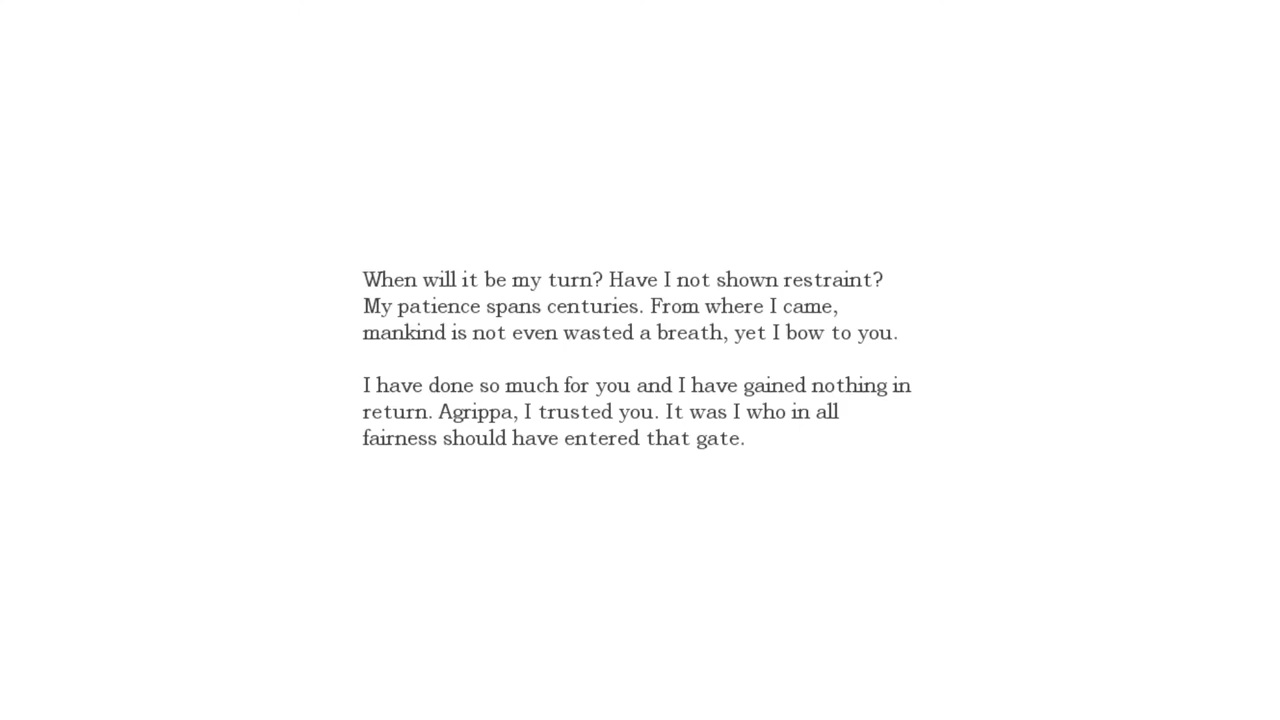 When will it be my turn? Have I not shown restraint?
My patience spans centuries. From where I came,
mankind is not even wasted a breath, yet I bow to you.
I have done so much for you and I have gained nothing in
return. Agrippa, I trusted you. It was I who in all
fairness should have entered that gate.